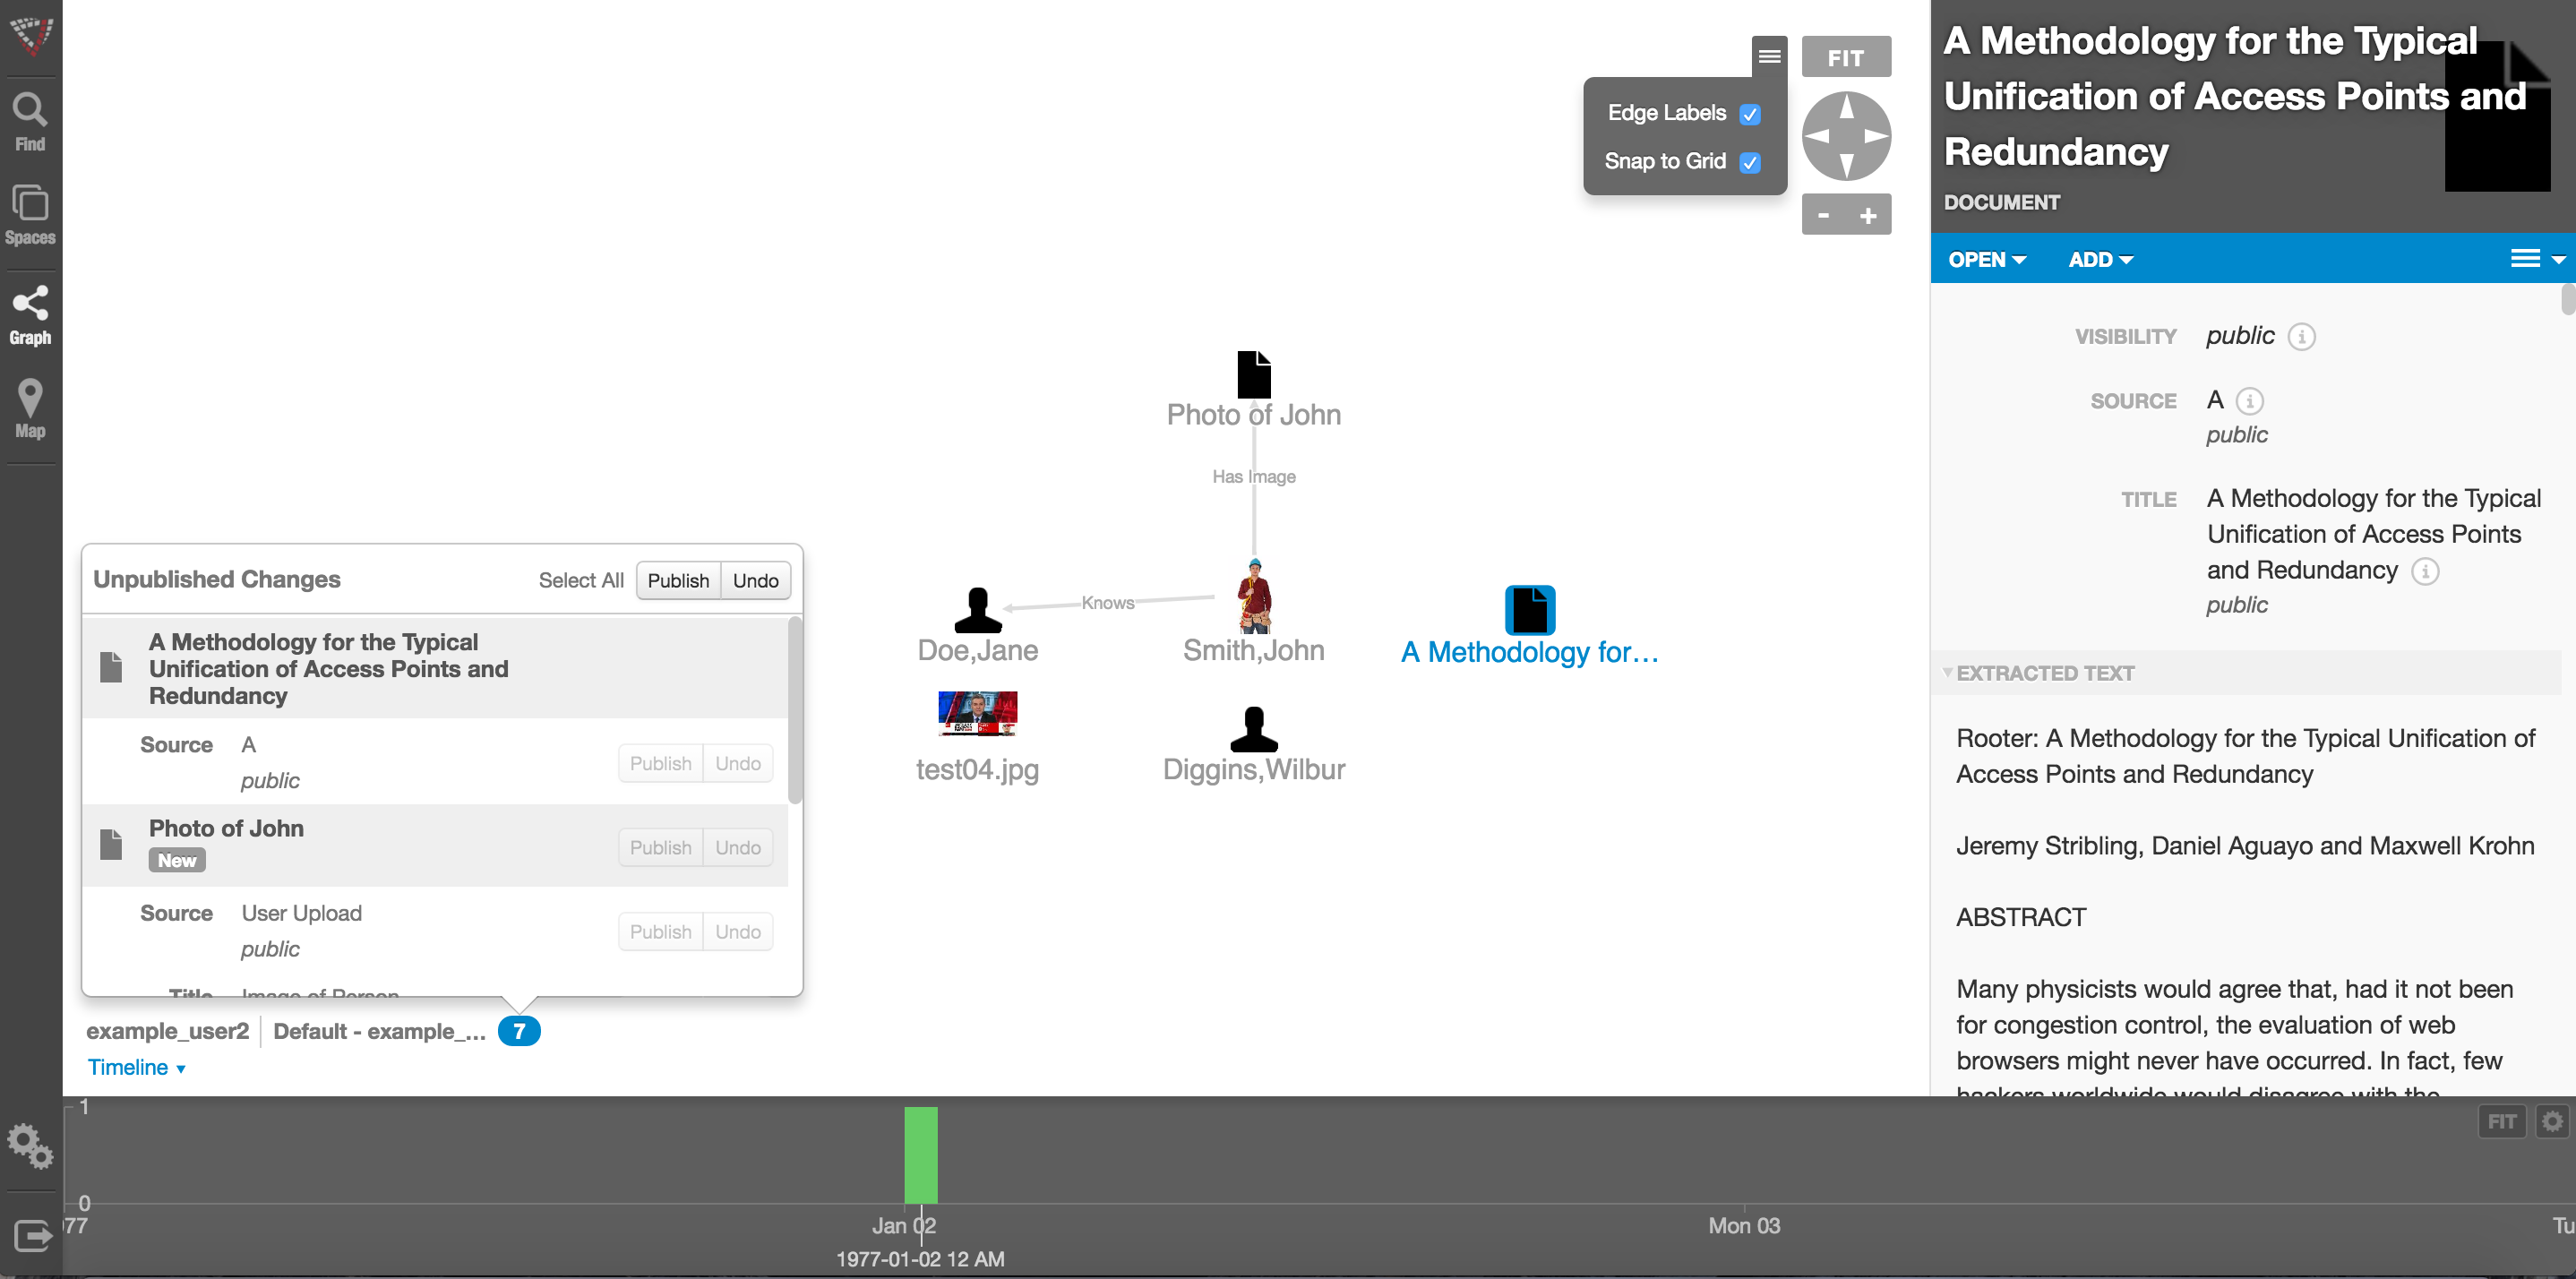 Find
Spaces
Graph
Map
Edge Labels
Snap to Grid
FIT
- +
Photo of John
Has Image
Knows
Doe,Jane
Smith,John
A Methodology for...
test04.jpg
Diggins,Wilbur
Unpublished Changes
Select All Publish Undo
A Methodology for the Typical
Unification of Access Points and
Redundancy
Source A
public
Publish Undo
Photo of John
New
Publish Undo
Source User Upload
public
Publish Undo
Title Image of Person
example_user2 Default - example_... 7
Timeline
A Methodology for the Typical
Unification of Access Points and
Redundancy
DOCUMENT
OPEN ADD
VISIBILITY public
SOURCE A
public
TITLE A Methodology for the Typical
Unification of Access Points
and Redundancy
public
EXTRACTED TEXT
Rooter: A Methodology for the Typical Unification of
Access Points and Redundancy
Jeremy Stribling, Daniel Aguayo and Maxwell Krohn
ABSTRACT
Many physicists would agree that, had it not been
for congestion control, the evaluation of web
browsers might never have occurred. In fact, few
hackers worldwide would disagree with the
1
0
FIT
77
Jan 02
Mon 03
Tu
1977-01-02 12 AM